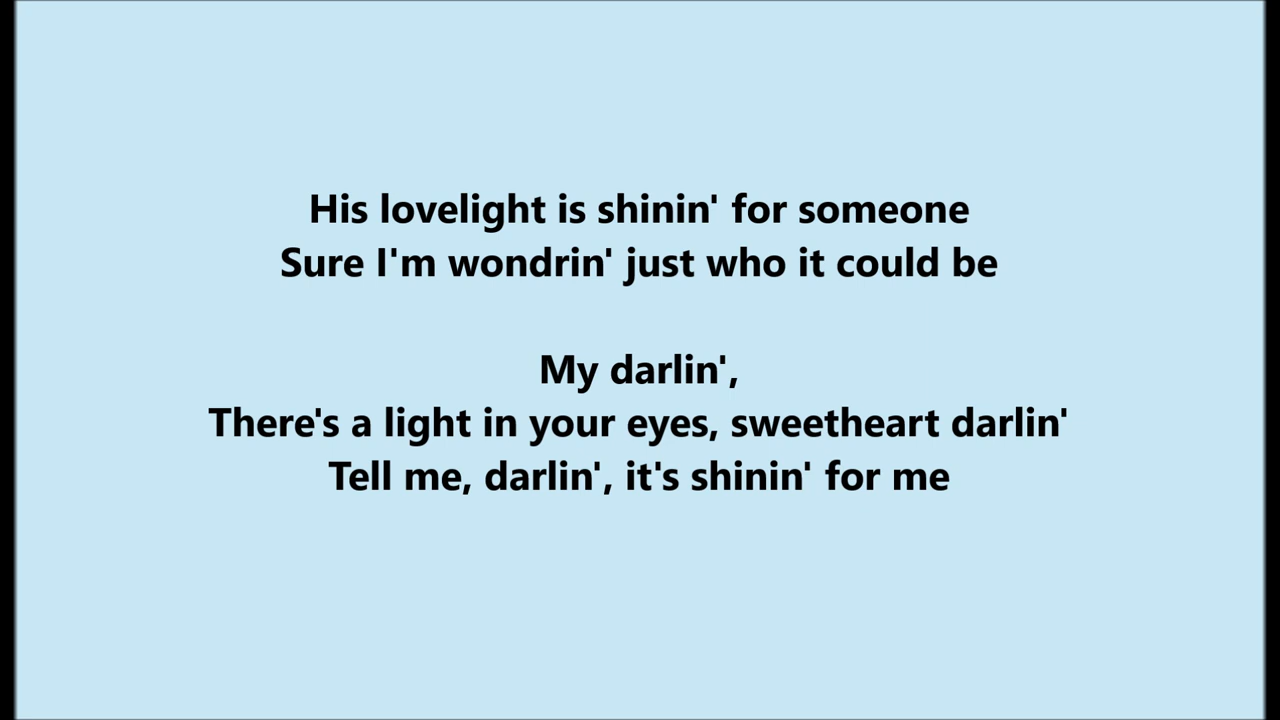 His lovelight is shinin' for someone
Sure I'm wondrin' just who it could be
My darlin',
There's a light in your eyes, sweetheart darlin'
Tell me, darlin', it's shinin' for me